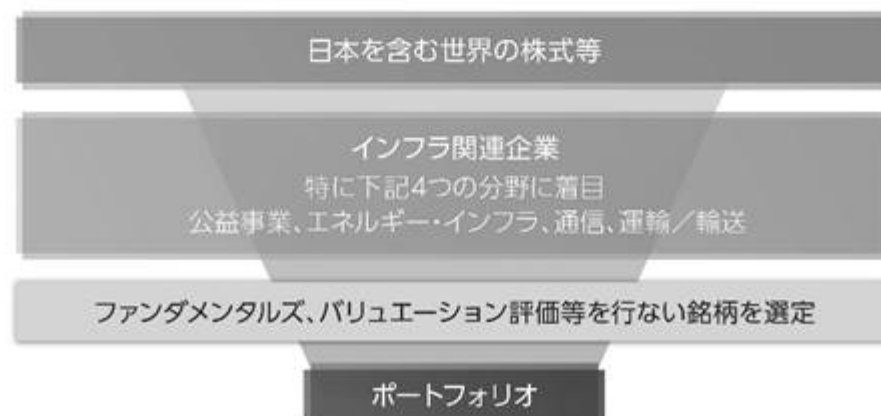 日本を含む世界の株式等
インフラ関連企業
特に下記4つの分野に着目
公益事業、エネルギー・インフラ、通信、運輸／輸送
ファンダメンタルズ、バリュエーション評価等を行ない銘柄を選定
ポートフォリオ